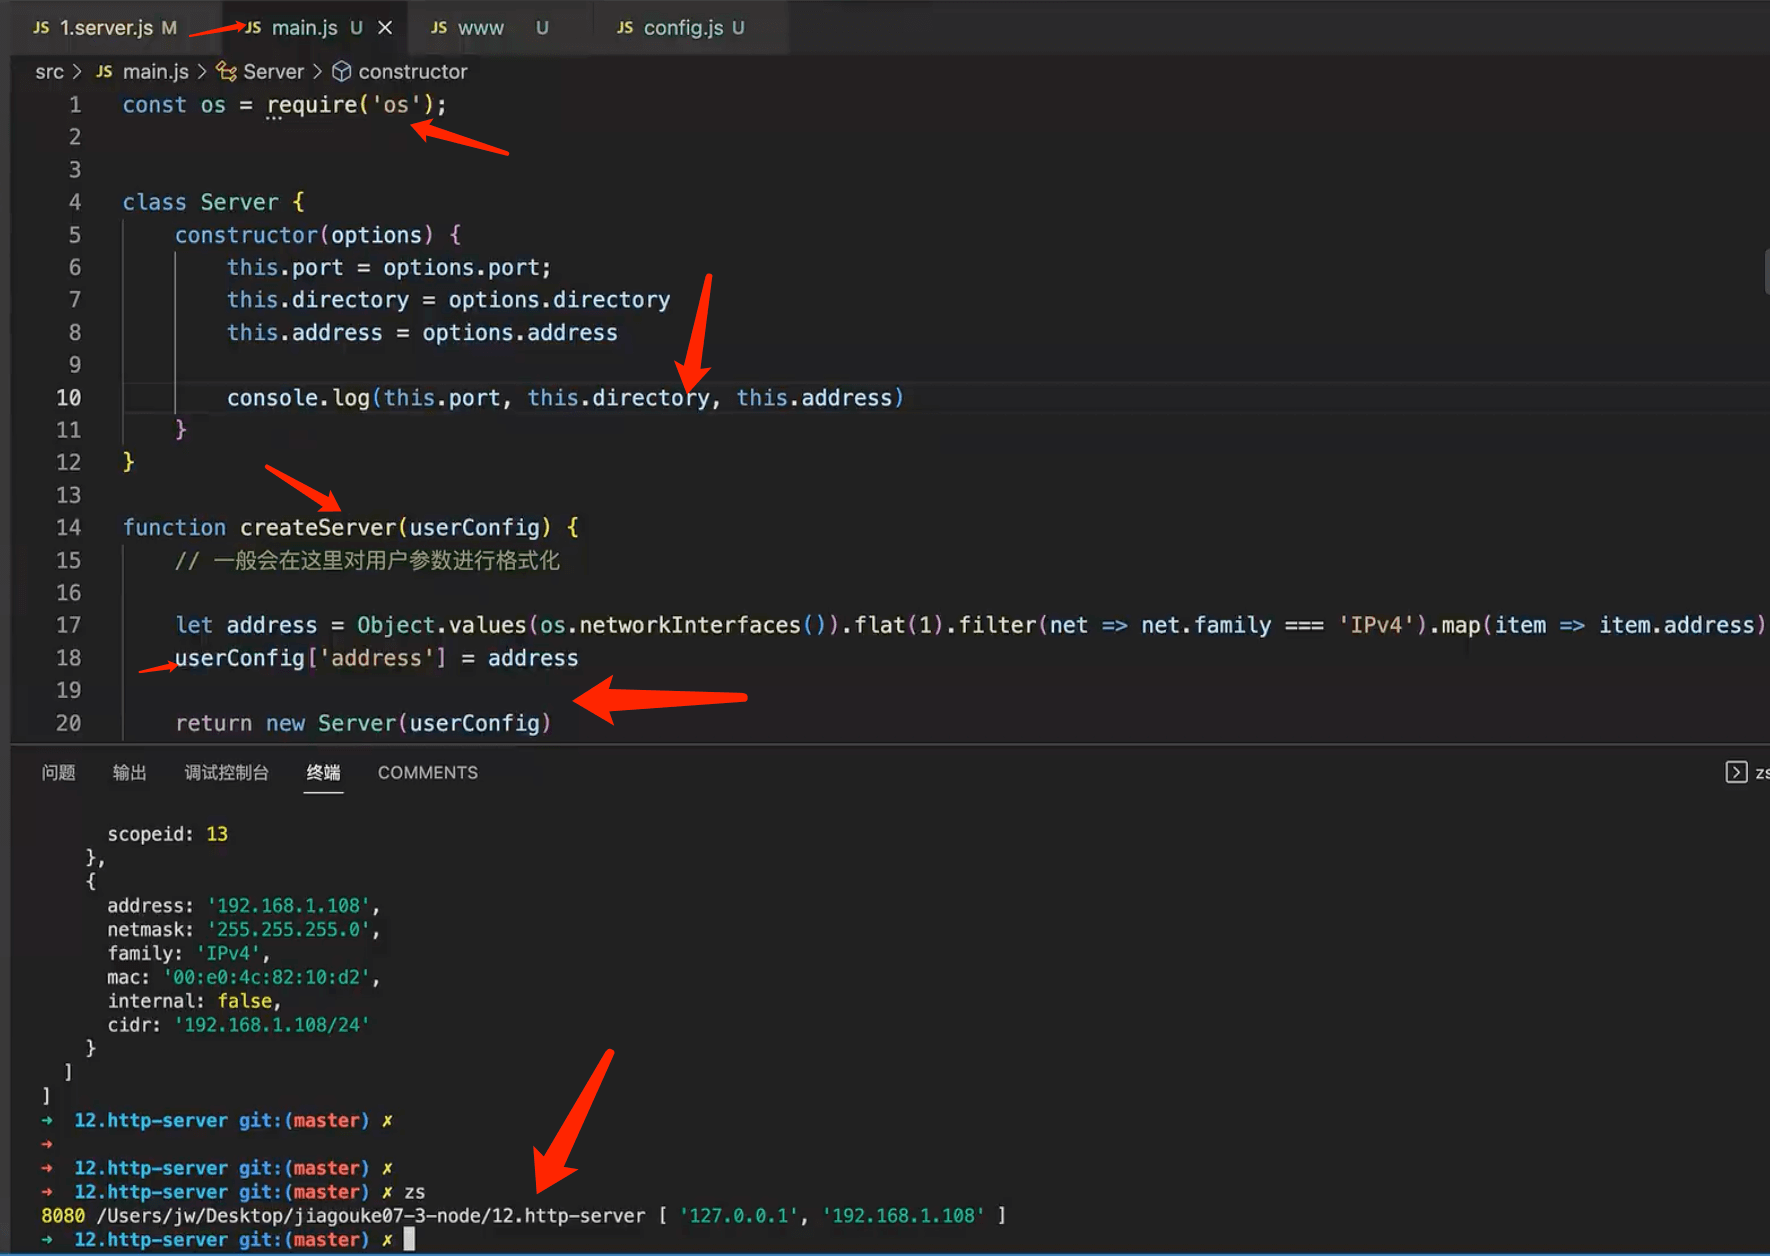 JS 1.server.js M JS main.js U × JS www U JS config.js U
src > JS main.js > Server > constructor
1 const os = require('os');
2
3
4 class Server {
5 constructor(options) {
6 this.port = options.port;
7 this.directory = options.directory
8 this.address = options.address
9
10 console.log(this.port, this.directory, this.address)
11 }
12 }
13
14 function createServer(userConfig) {
15 // 一般会在这里对用户参数进行格式化
16
17 let address = Object.values(os.networkInterfaces()).flat(1).filter(net => net.family === 'IPv4').map(item => item.address)
18 userConfig['address'] = address
19
20 return new Server(userConfig)
问题 输出 调试控制台 终端 COMMENTS zs
scopeid: 13
},
{
address: '192.168.1.108',
netmask: '255.255.255.0',
family: 'IPv4',
mac: '00:e0:4c:82:10:d2',
internal: false,
cidr: '192.168.1.108/24'
}
]
]
➜ 12.http-server git:(master) ✗
➜
➜ 12.http-server git:(master) ✗
➜ 12.http-server git:(master) ✗ zs
8080 /Users/jw/Desktop/jiagouke07-3-node/12.http-server [ '127.0.0.1', '192.168.1.108' ]
➜ 12.http-server git:(master) ✗